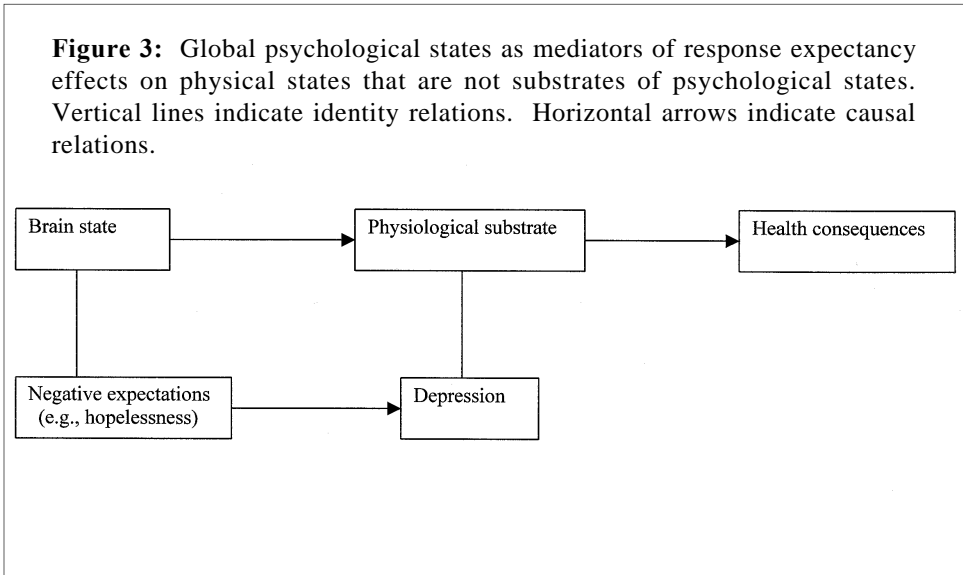 Figure 3: Global psychological states as mediators of response expectancy
effects on physical states that are not substrates of psychological states.
Vertical lines indicate identity relations. Horizontal arrows indicate causal
relations.
Brain state
Physiological substrate
Health consequences
Negative expectations
(e.g., hopelessness)
Depression